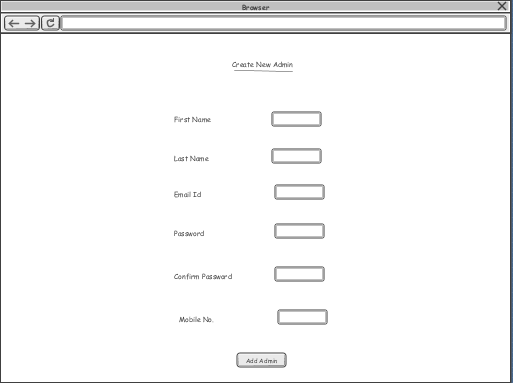 Browser
Create New Admin
First Name
Last Name
Email Id
Password
Confirm Password
Mobile No.
Add Admin